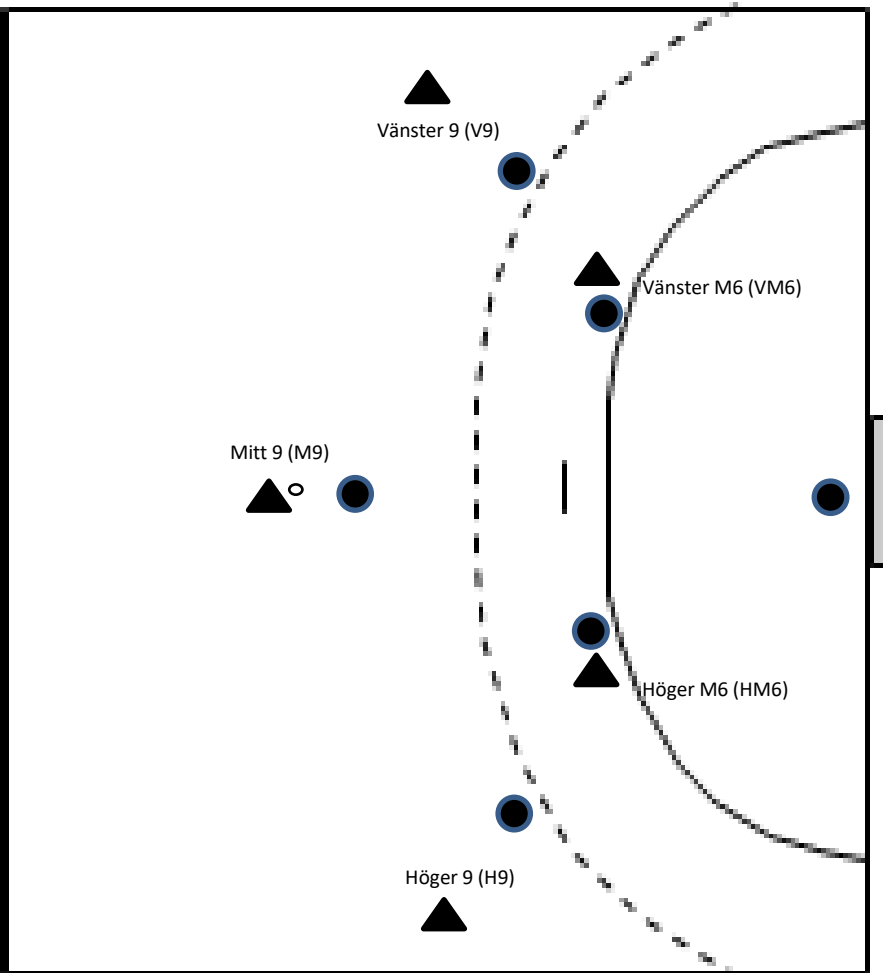 Vänster 9 (V9)
Vänster M6 (VM6)
Mitt 9 (M9)
Höger M6 (HM6)
Höger 9 (H9)